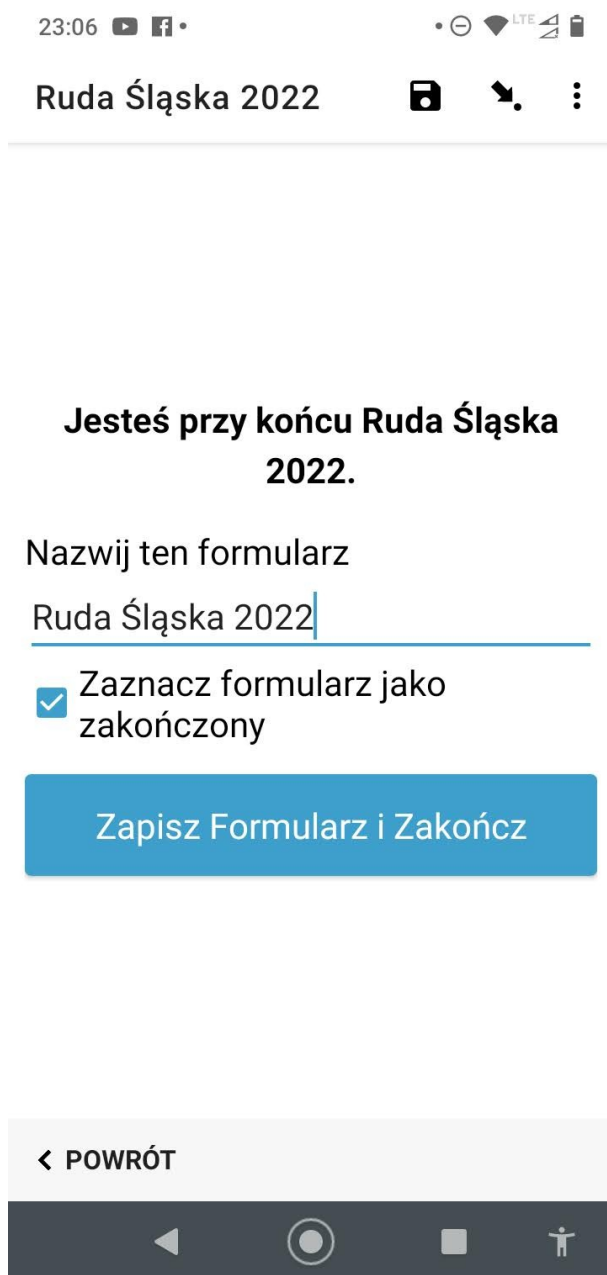 23:06
LTE
Ruda Śląska 2022
Jesteś przy końcu Ruda Śląska
2022.
Nazwij ten formularz
Ruda Śląska 2022
Zaznacz formularz jako
zakończony
Zapisz Formularz i Zakończ
POWRÓT